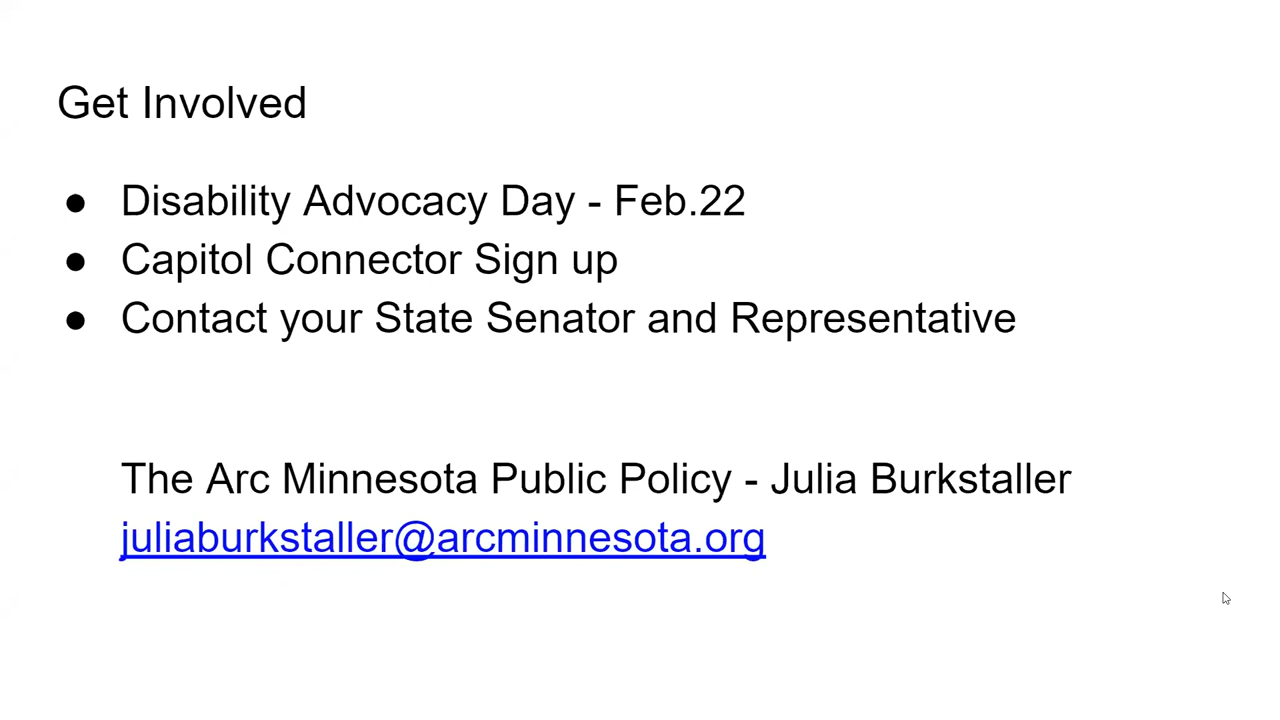 Get Involved
● Disability Advocacy Day - Feb.22
● Capitol Connector Sign up
● Contact your State Senator and Representative
The Arc Minnesota Public Policy - Julia Burkstaller
juliaburkstaller@arcminnesota.org